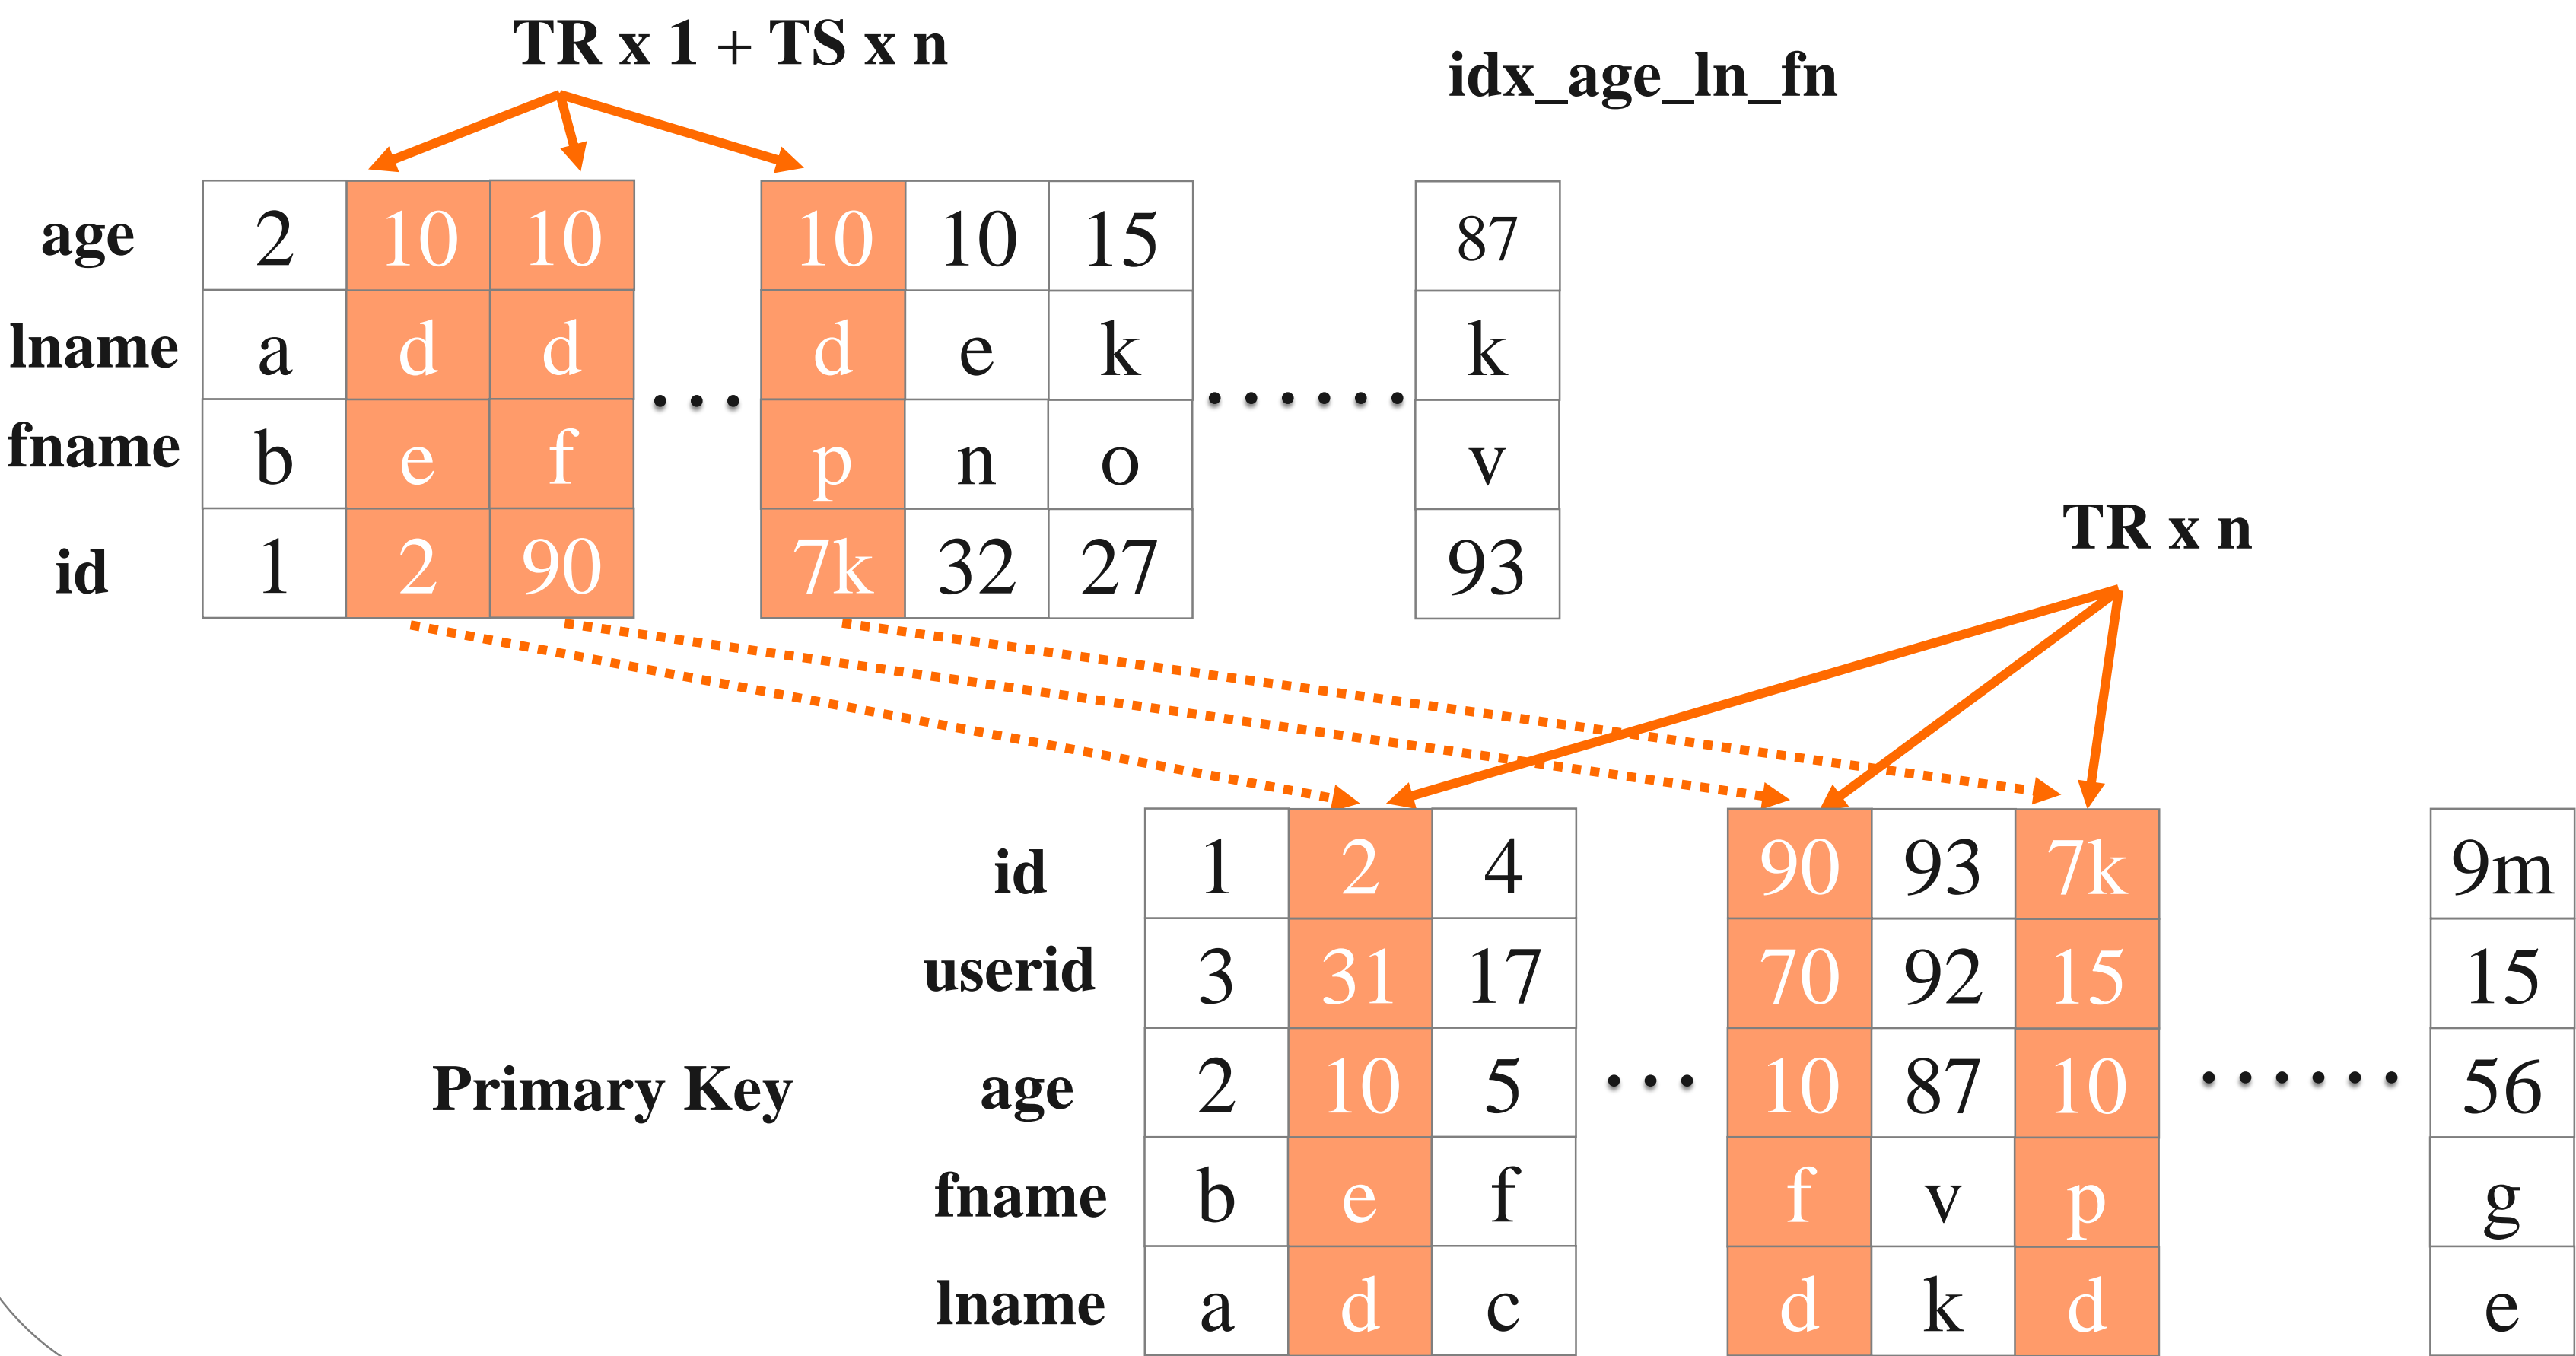 TR x 1 + TS x n
idx_age_ln_fn
age 2 10 10 10 10 15 87
lname a d d d e k k
... ......
fname b e f p n o v
id 1 2 90 7k 32 27 93
TR x n
id 1 2 4 90 93 7k 9m
userid 3 31 17 70 92 15 15
Primary Key age 2 10 5 ... 10 87 10 ...... 56
fname b e f f v p g
lname a d c d k d e